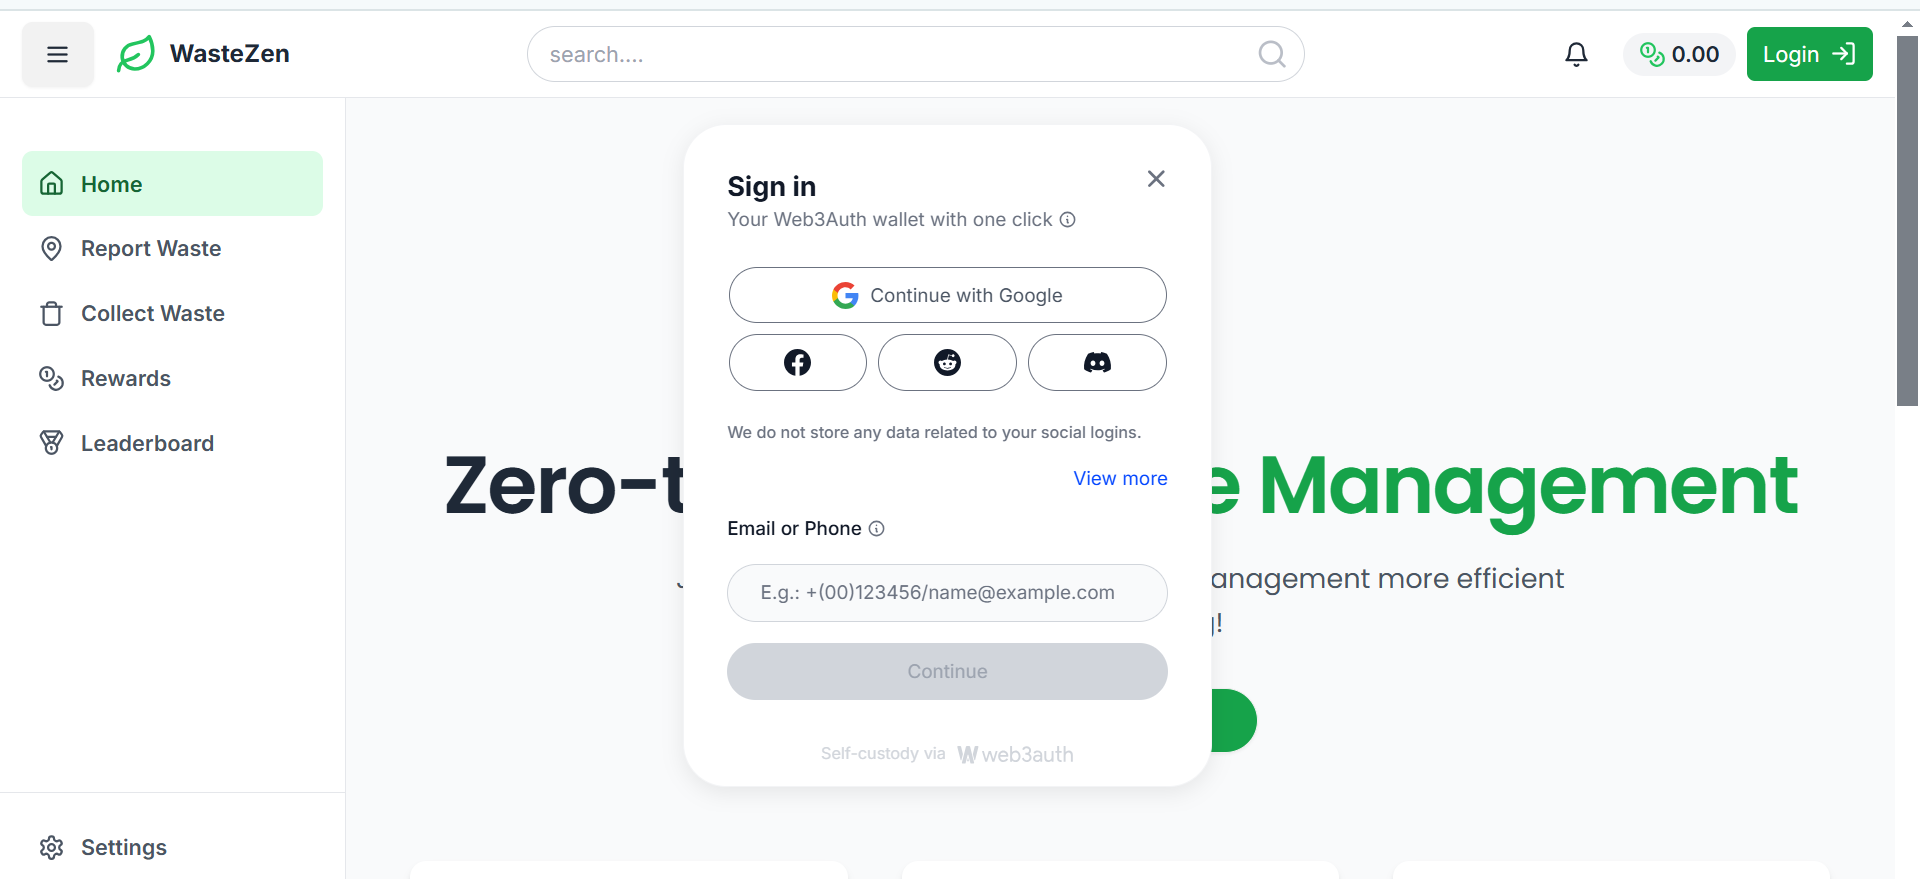 WasteZen
search....
0.00
Login
Home
Report Waste
Collect Waste
Rewards
Leaderboard
Settings
Sign in
Your Web3Auth wallet with one click
Continue with Google
We do not store any data related to your social logins.
View more
Email or Phone
E.g.: +(00)123456/name@example.com
Continue
Self-custody via web3auth
Zero-t
e Management
anagement more efficient
!